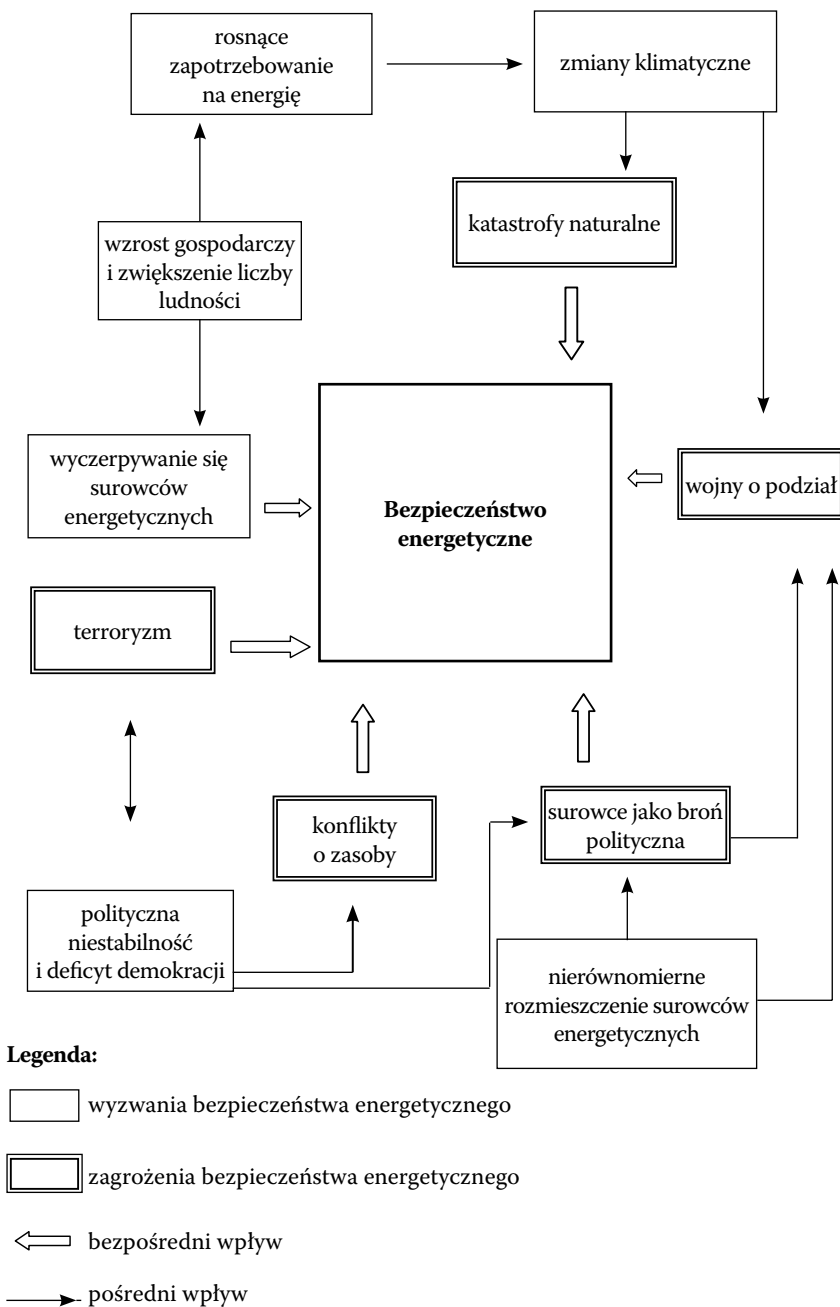 rosnące
zapotrzebowanie
na energię
zmiany klimatyczne
katastrofy naturalne
wzrost gospodarczy
i zwiększenie liczby
ludności
wyczerpywanie się
surowców
energetycznych
Bezpieczeństwo
energetyczne
wojny o podział
terroryzm
konflikty
o zasoby
surowce jako broń
polityczna
polityczna
niestabilność
i deficyt demokracji
nierównomierne
rozmieszczenie surowców
energetycznych
Legenda:
wyzwania bezpieczeństwa energetycznego
zagrożenia bezpieczeństwa energetycznego
bezpośredni wpływ
pośredni wpływ